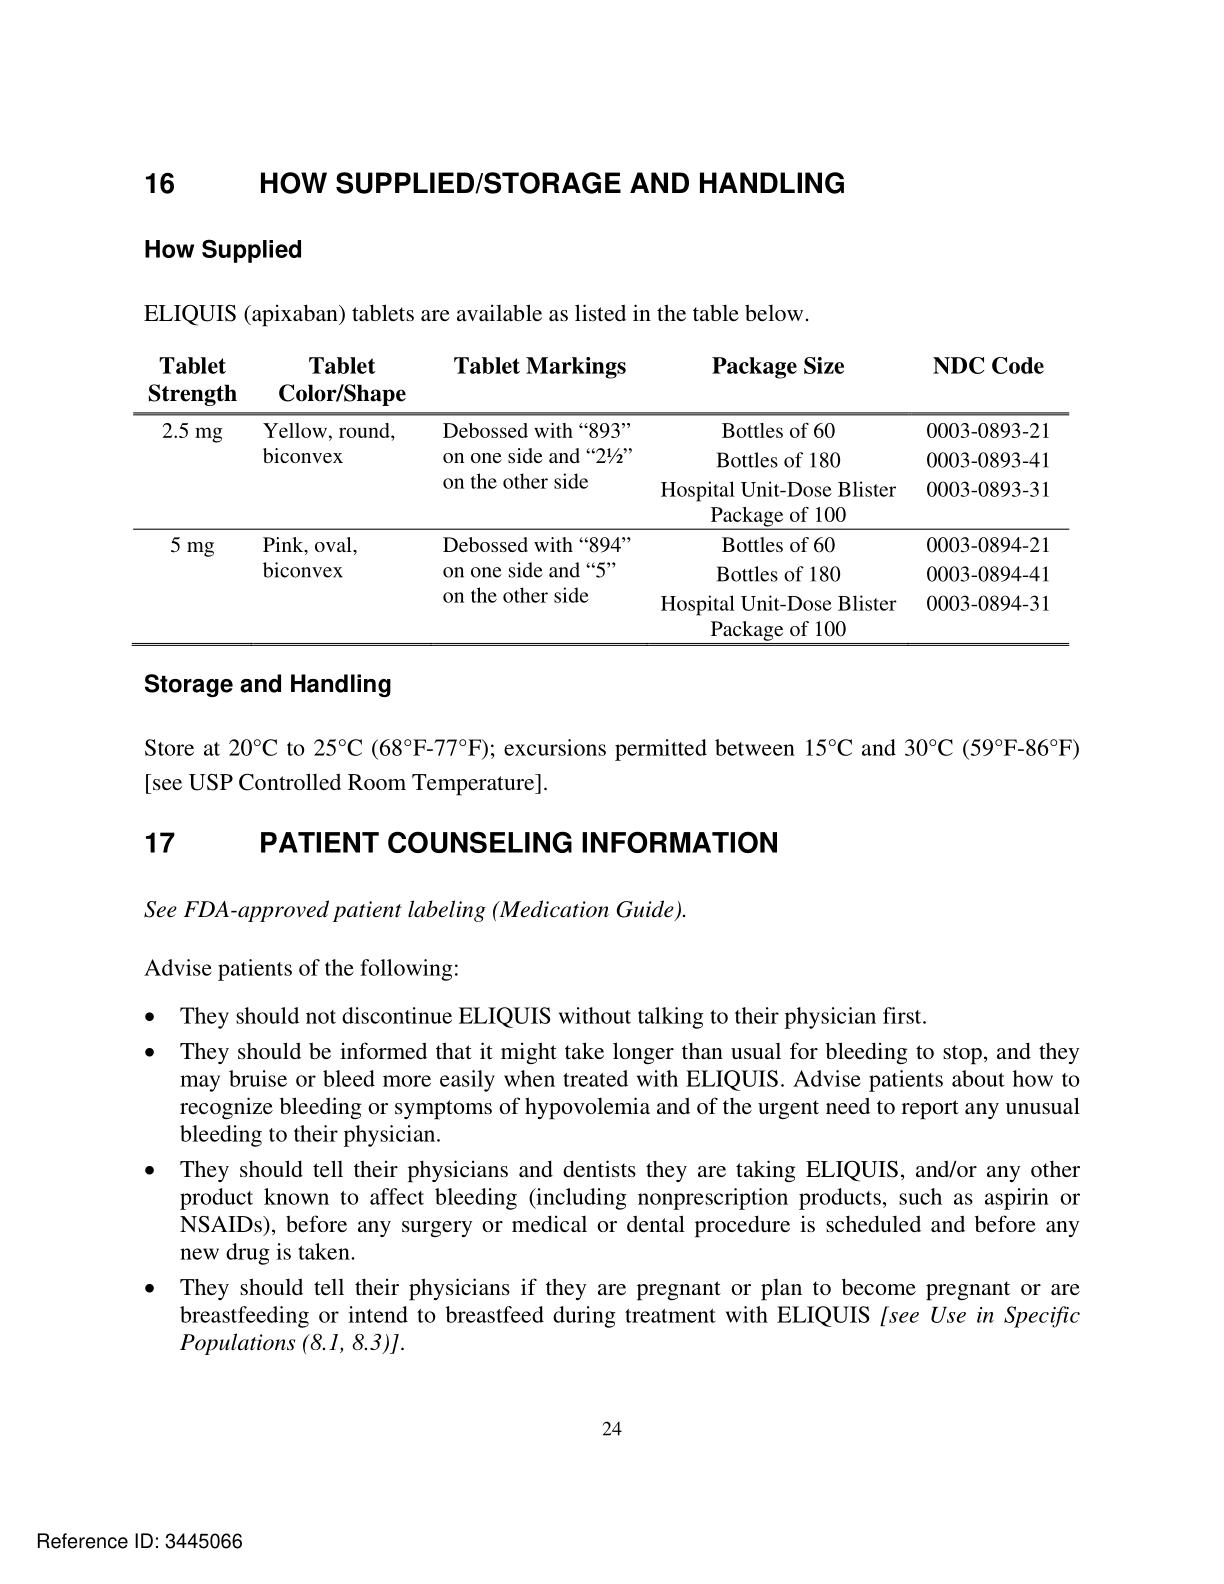 16 HOW SUPPLIED/STORAGE AND HANDLING
How Supplied
ELIQUIS (apixaban) tablets are available as listed in the table below.
Tablet Strength Tablet Color/Shape Tablet Markings Package Size NDC Code
2.5 mg Yellow, round, Debossed with “893” Bottles of 60 0003-0893-21
biconvex on one side and “2½” Bottles of 180 0003-0893-41
on the other side Hospital Unit-Dose Blister 0003-0893-31
Package of 100
5 mg Pink, oval, Debossed with “894” Bottles of 60 0003-0894-21
biconvex on one side and “5” Bottles of 180 0003-0894-41
on the other side Hospital Unit-Dose Blister 0003-0894-31
Package of 100
Storage and Handling
Store at 20°C to 25°C (68°F-77°F); excursions permitted between 15°C and 30°C (59°F-86°F)
[see USP Controlled Room Temperature].
17 PATIENT COUNSELING INFORMATION
See FDA-approved patient labeling (Medication Guide).
Advise patients of the following:
• They should not discontinue ELIQUIS without talking to their physician first.
• They should be informed that it might take longer than usual for bleeding to stop, and they
may bruise or bleed more easily when treated with ELIQUIS. Advise patients about how to
recognize bleeding or symptoms of hypovolemia and of the urgent need to report any unusual
bleeding to their physician.
• They should tell their physicians and dentists they are taking ELIQUIS, and/or any other
product known to affect bleeding (including nonprescription products, such as aspirin or
NSAIDs), before any surgery or medical or dental procedure is scheduled and before any
new drug is taken.
• They should tell their physicians if they are pregnant or plan to become pregnant or are
breastfeeding or intend to breastfeed during treatment with ELIQUIS [see Use in Specific
Populations (8.1, 8.3)].
24
Reference ID: 3445066